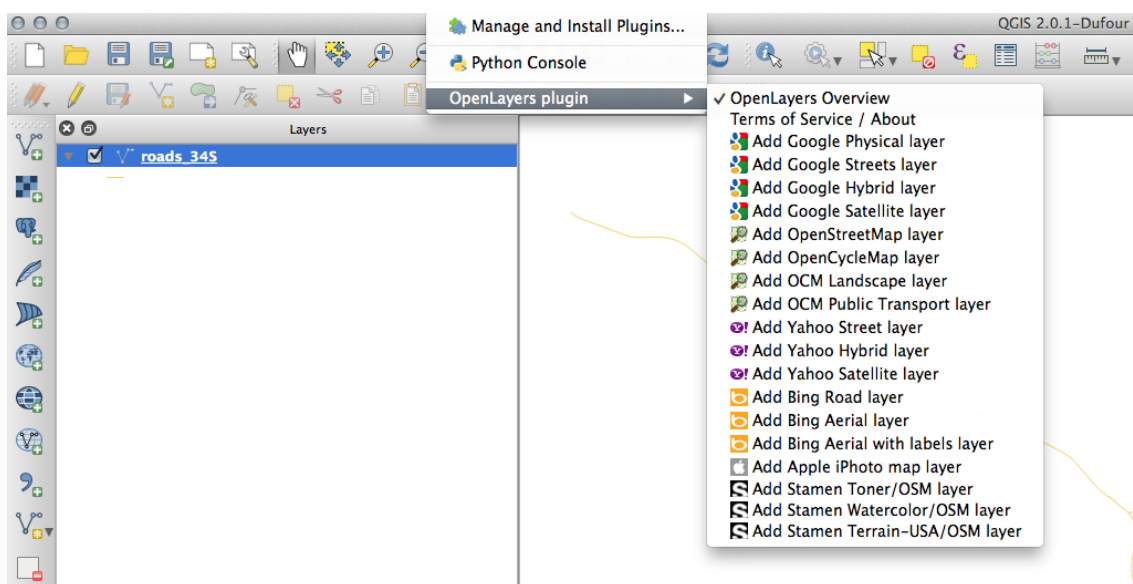 Manage and Install Plugins...
QGIS 2.0.1-Dufour
Python Console
OpenLayers plugin
OpenLayers Overview
Terms of Service / About
Layers
roads_34S
Add Google Physical layer
Add Google Streets layer
Add Google Hybrid layer
Add Google Satellite layer
Add OpenStreetMap layer
Add OpenCycleMap layer
Add OCM Landscape layer
Add OCM Public Transport layer
Add Yahoo Street layer
Add Yahoo Hybrid layer
Add Yahoo Satellite layer
Add Bing Road layer
Add Bing Aerial layer
Add Bing Aerial with labels layer
Add Apple iPhoto map layer
Add Stamen Toner/OSM layer
Add Stamen Watercolor/OSM layer
Add Stamen Terrain-USA/OSM layer